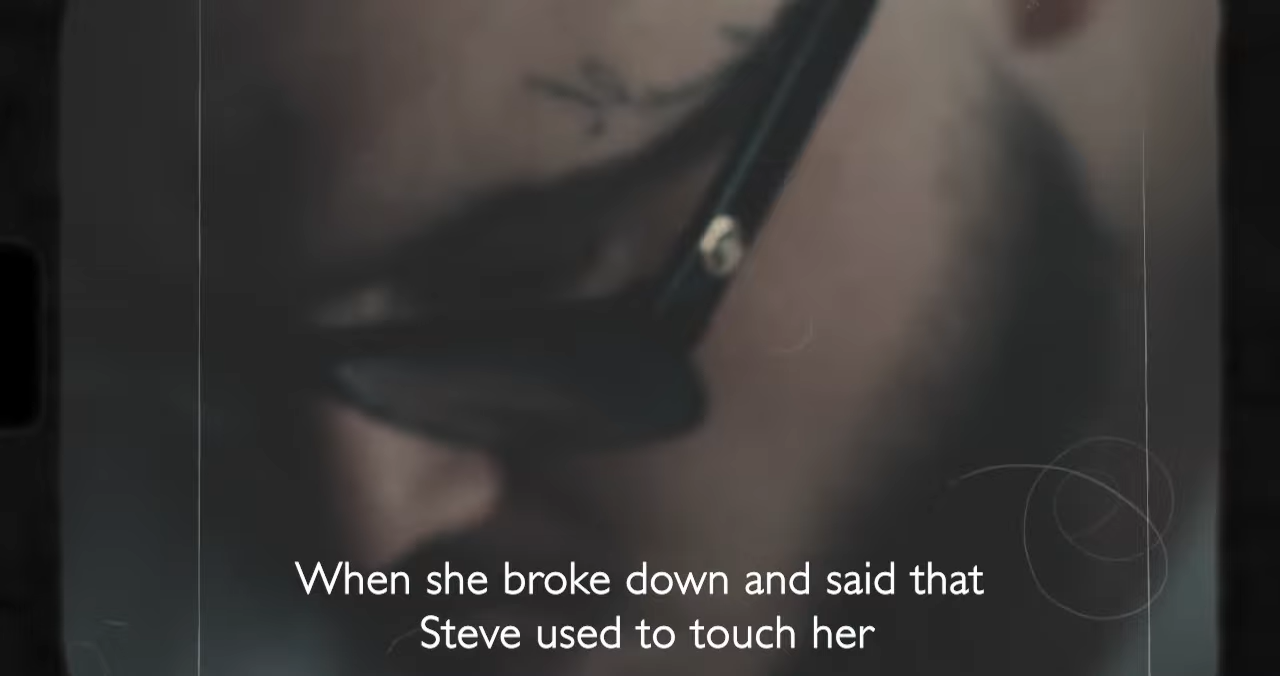 When she broke down and said that
Steve used to touch her